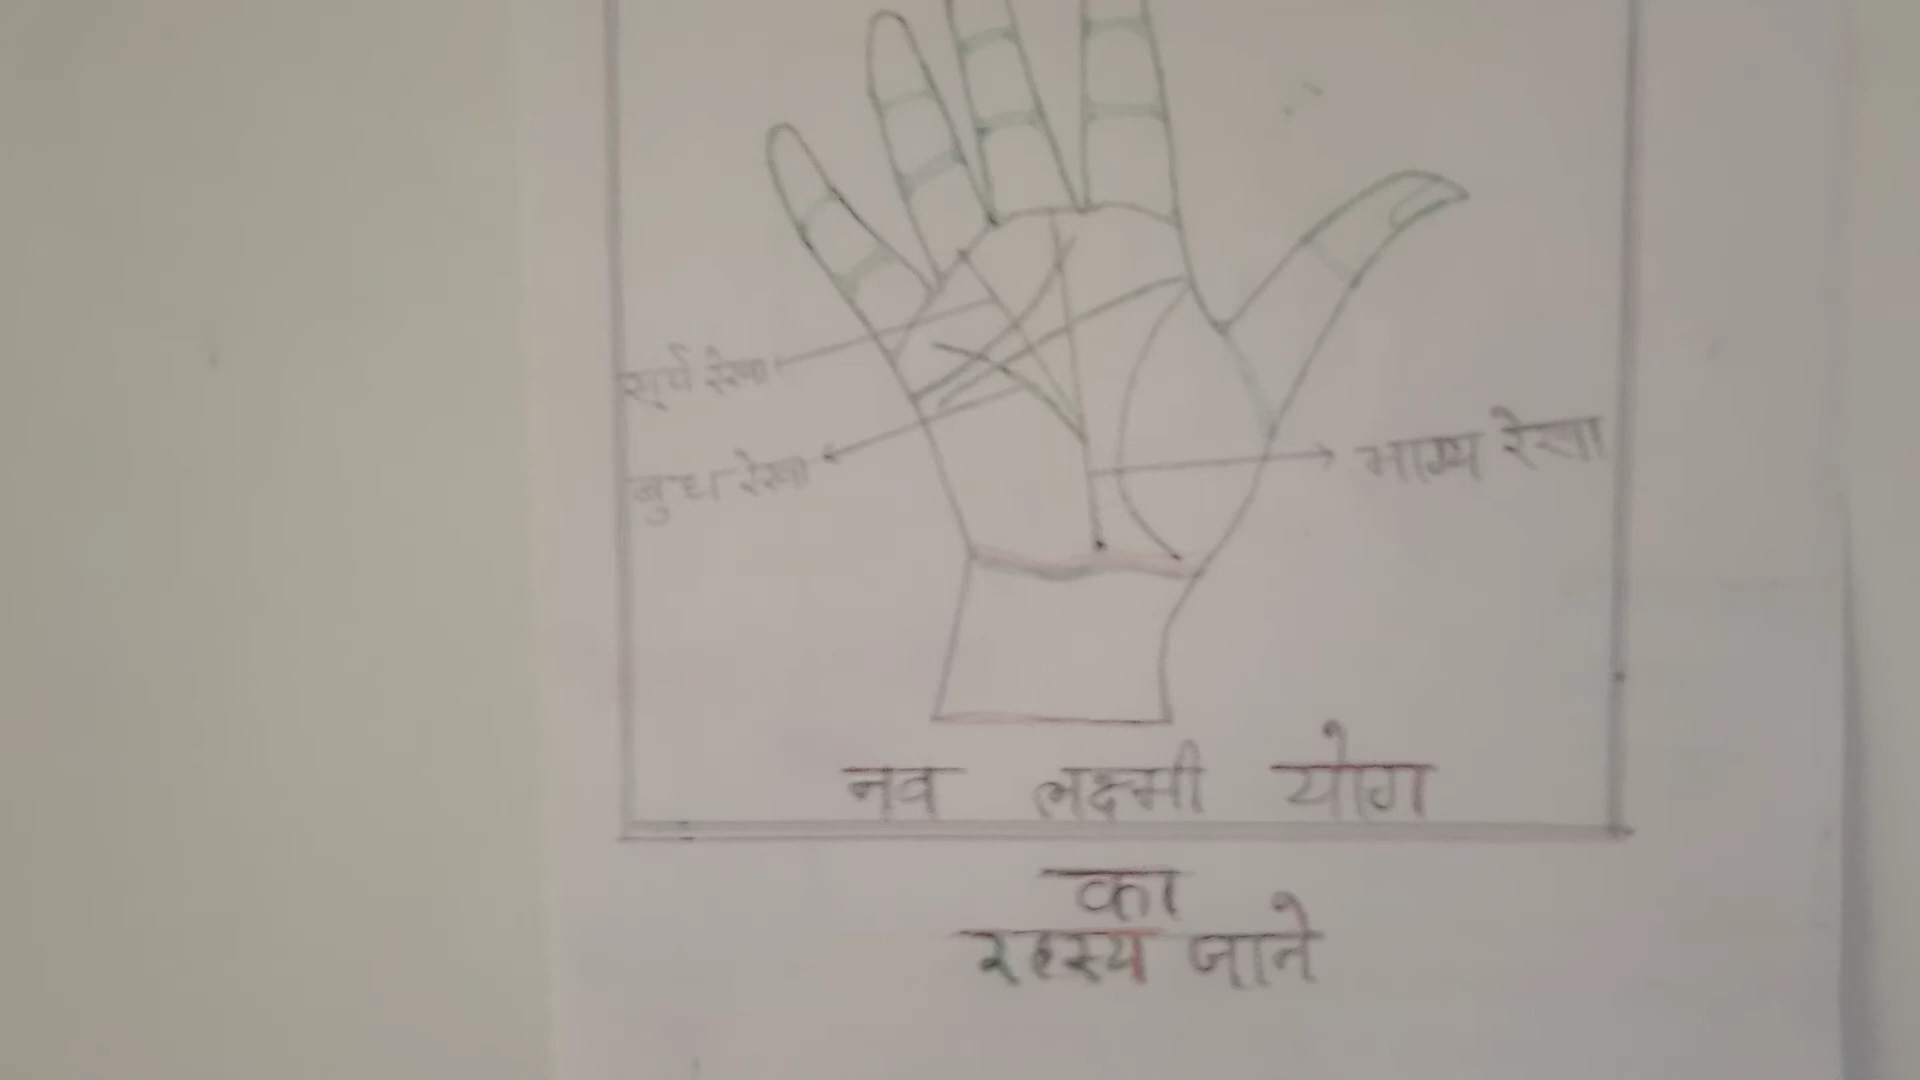 सूर्य रेखा
बुध रेखा
भाग्य रेखा
नव लक्ष्मी योग
का
रहस्य जाने